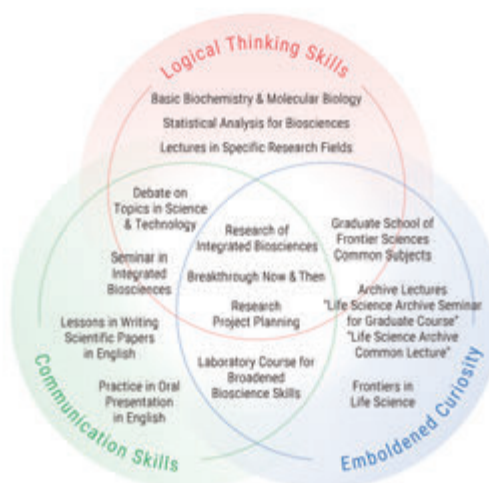 Logical Thinking Skills
Basic Biochemistry & Molecular Biology
Statistical Analysis for Biosciences
Lectures in Specific Research Fields
Debate on
Topics in Science
& Technology
Seminar in
Integrated
Biosciences
Lessons in Writing
Scientific Papers
in English
Practice in Oral
Presentation
in English
Research of
Integrated Biosciences
Breakthrough Now & Then
Research
Project Planning
Laboratory Course for
Broadened
Bioscience Skills
Graduate School of
Frontier Sciences
Common Subjects
Archive Lectures
"Life Science Archive Seminar
for Graduate Course"
"Life Science Archive
Common Lecture"
Frontiers in
Life Science
Communication Skills
Emboldened Curiosity